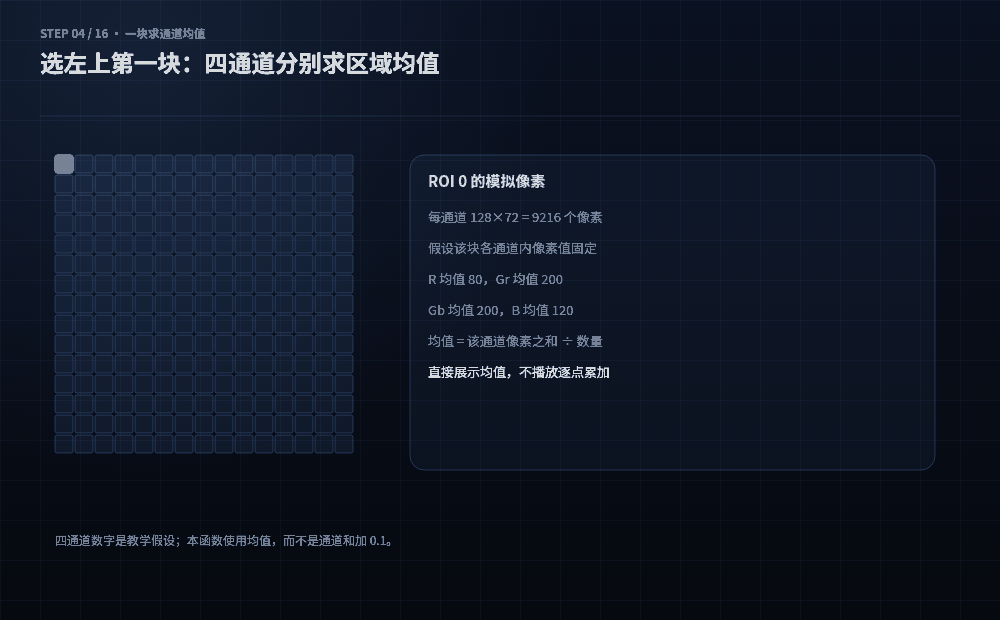 STEP 04 / 16 · 一块求通道均值
选左上第一块：四通道分别求区域均值
ROI 0 的模拟像素
每通道 128×72 = 9216 个像素
假设该块各通道内像素值固定
R 均值 80，Gr 均值 200
Gb 均值 200，B 均值 120
均值 = 该通道像素之和 ÷ 数量
直接展示均值，不播放逐点累加
四通道数字是教学假设；本函数使用均值，而不是通道和加 0.1。